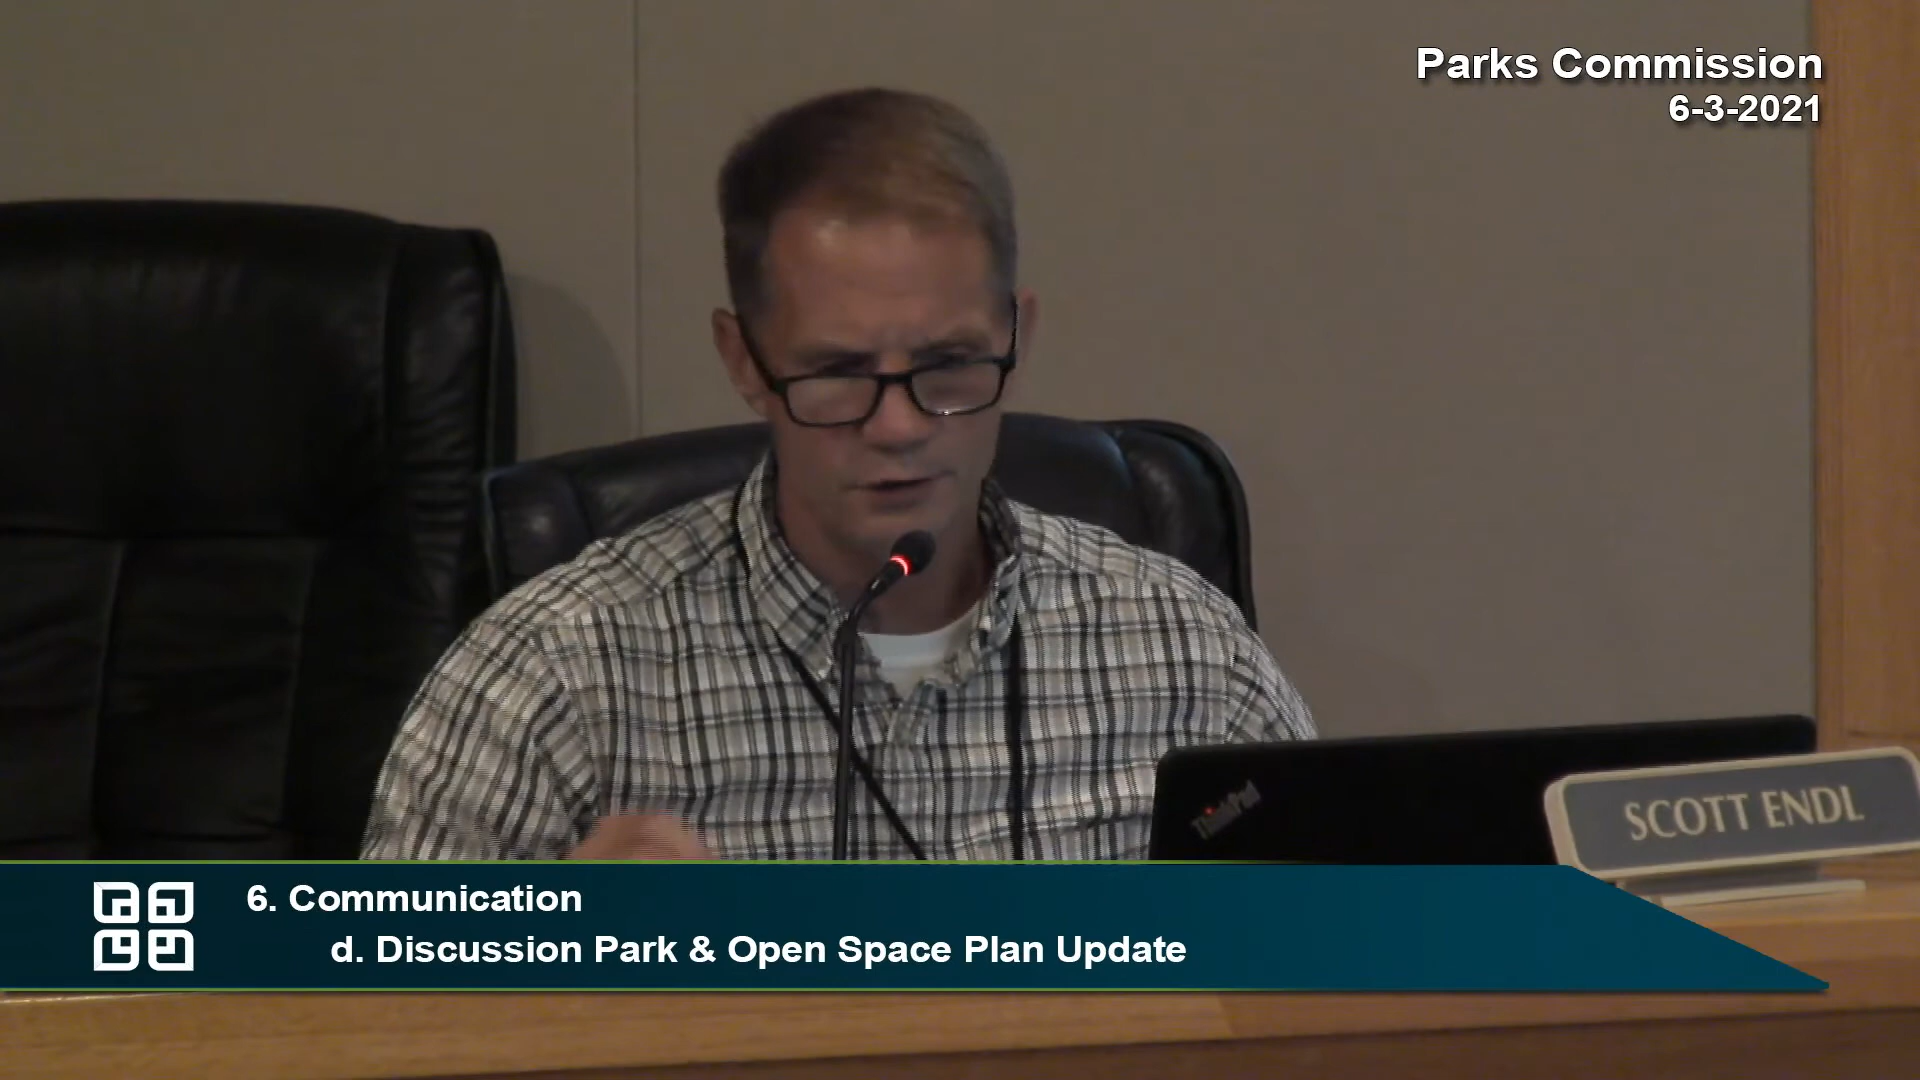 Parks Commission
6-3-2021
ThinkPad
SCOTT ENDL
6. Communication
d. Discussion Park & Open Space Plan Update